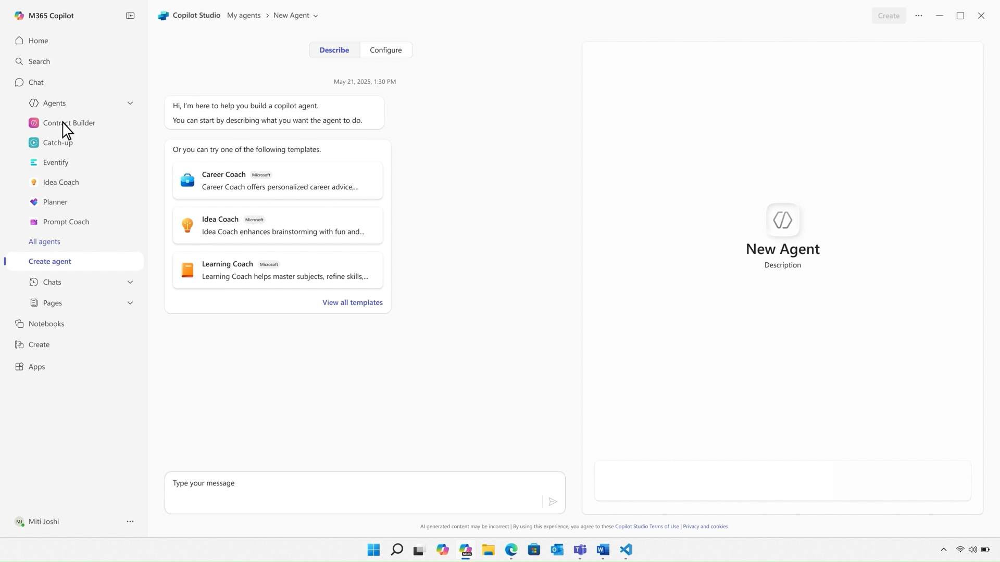 M365 Copilot
Home
Search
Chat
Agents
Contract Builder
Catch-up
Eventify
Idea Coach
Planner
Prompt Coach
All agents
Create agent
Chats
Pages
Notebooks
Create
Apps
MJ Miti Joshi
Copilot Studio My agents > New Agent
Create
Describe Configure
May 21, 2025, 1:30 PM
Hi, I'm here to help you build a copilot agent.
You can start by describing what you want the agent to do.
Or you can try one of the following templates.
Career Coach Microsoft
Career Coach offers personalized career advice,...
Idea Coach Microsoft
Idea Coach enhances brainstorming with fun and...
Learning Coach Microsoft
Learning Coach helps master subjects, refine skills,...
View all templates
Type your message
New Agent
Description
AI generated content may be incorrect | By using this experience, you agree to these Copilot Studio Terms of Use | Privacy and cookies
M365